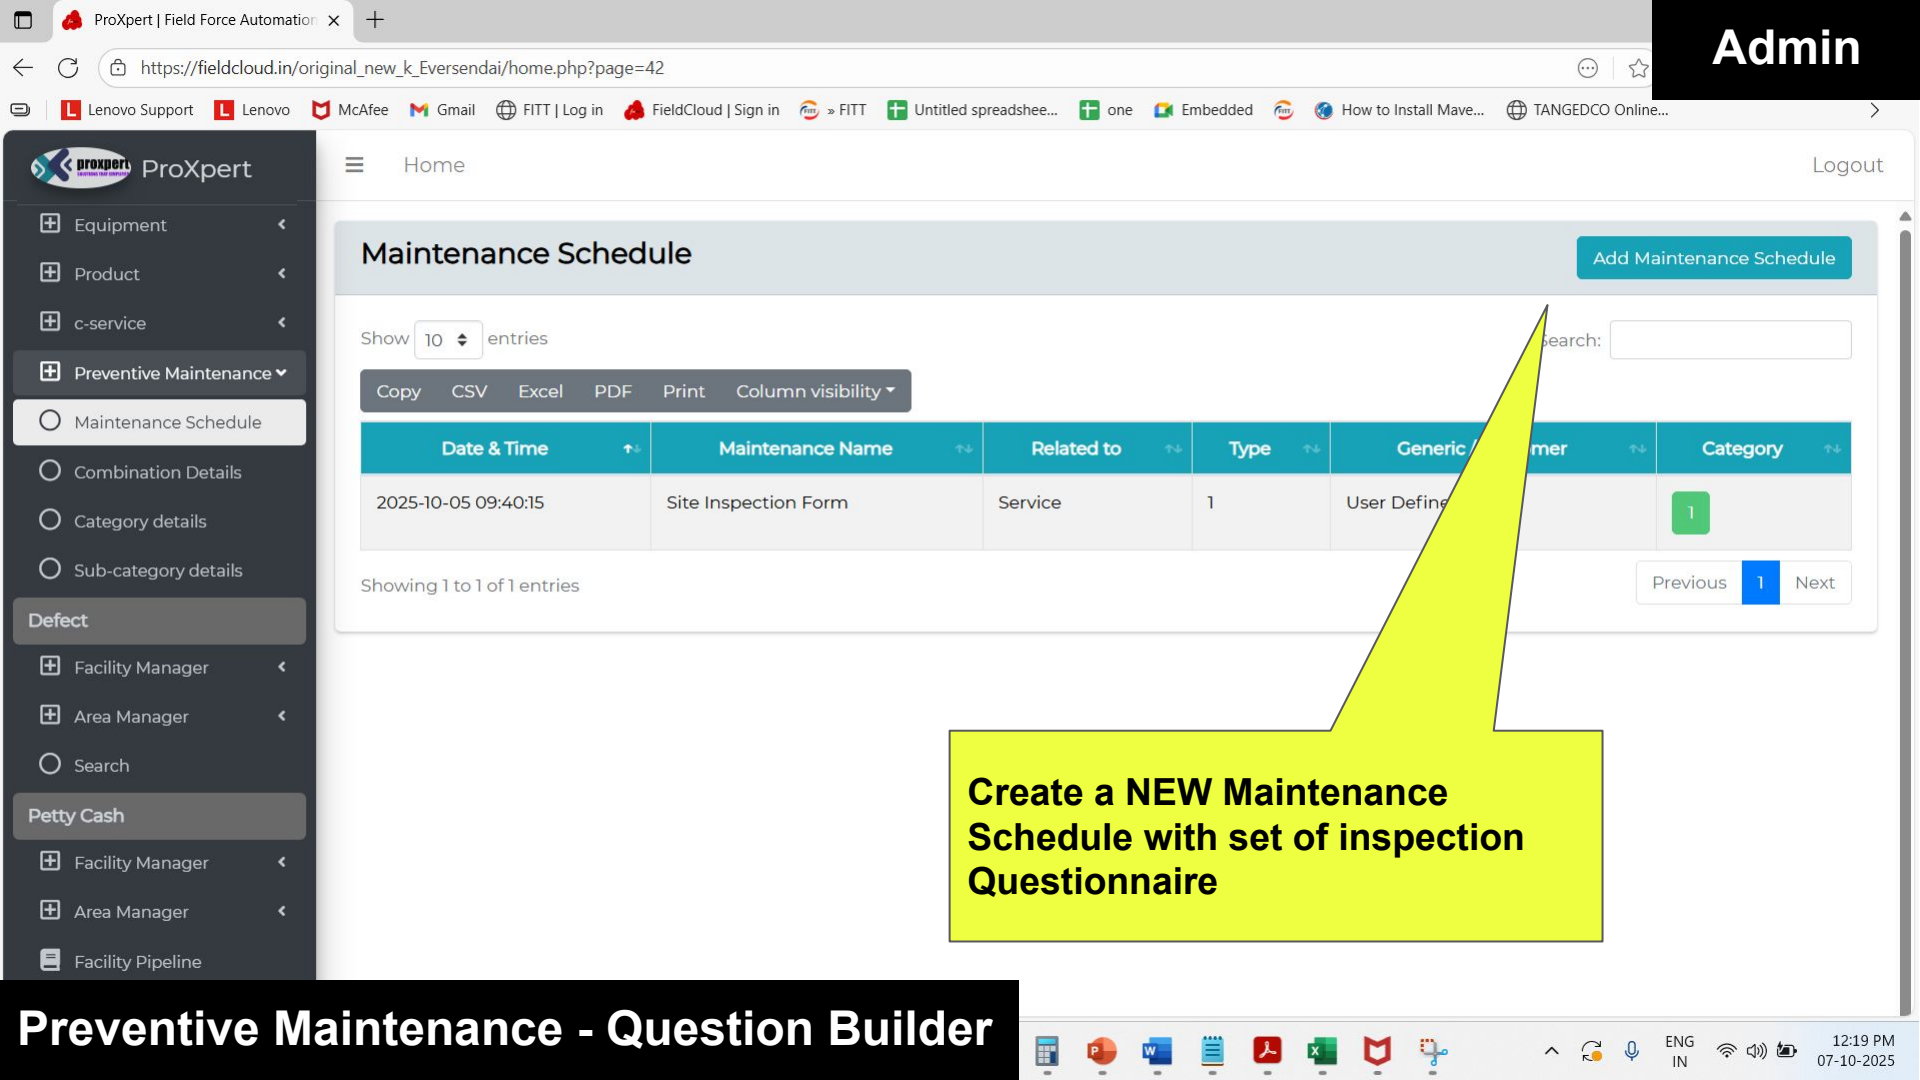 ProXpert | Field Force Automation
Admin
https://fieldcloud.in/original_new_k_Eversendai/home.php?page=42
Lenovo Support
Lenovo
McAfee
Gmail
FITT | Log in
FieldCloud | Sign in
» FITT
Untitled spreadshee...
one
Embedded
How to Install Mave...
TANGEDCO Online...
proxpert
ProXpert
Home
Logout
Equipment
Product
c-service
Preventive Maintenance
Maintenance Schedule
Combination Details
Category details
Sub-category details
Defect
Facility Manager
Area Manager
Search
Petty Cash
Facility Manager
Area Manager
Facility Pipeline
Maintenance Schedule
Add Maintenance Schedule
Show 10 entries
Search:
Copy CSV Excel PDF Print Column visibility
Date & Time Maintenance Name Related to Type Generic / mer Category
2025-10-05 09:40:15 Site Inspection Form Service 1 User Define 1
Showing 1 to 1 of 1 entries
Previous 1 Next
Create a NEW Maintenance
Schedule with set of inspection
Questionnaire
Preventive Maintenance - Question Builder
ENG
IN
12:19 PM
07-10-2025